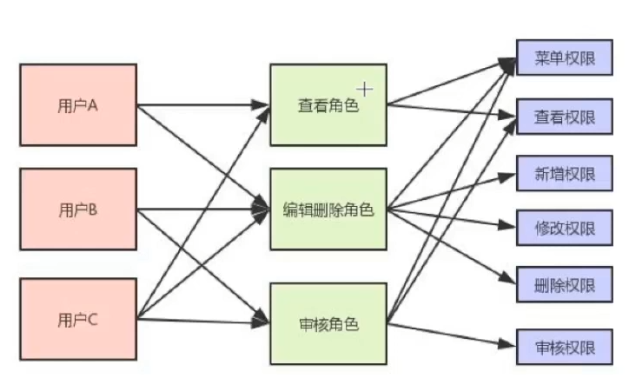 用户A
用户B
用户C
查看角色
编辑删除角色
审核角色
菜单权限
查看权限
新增权限
修改权限
删除权限
审核权限